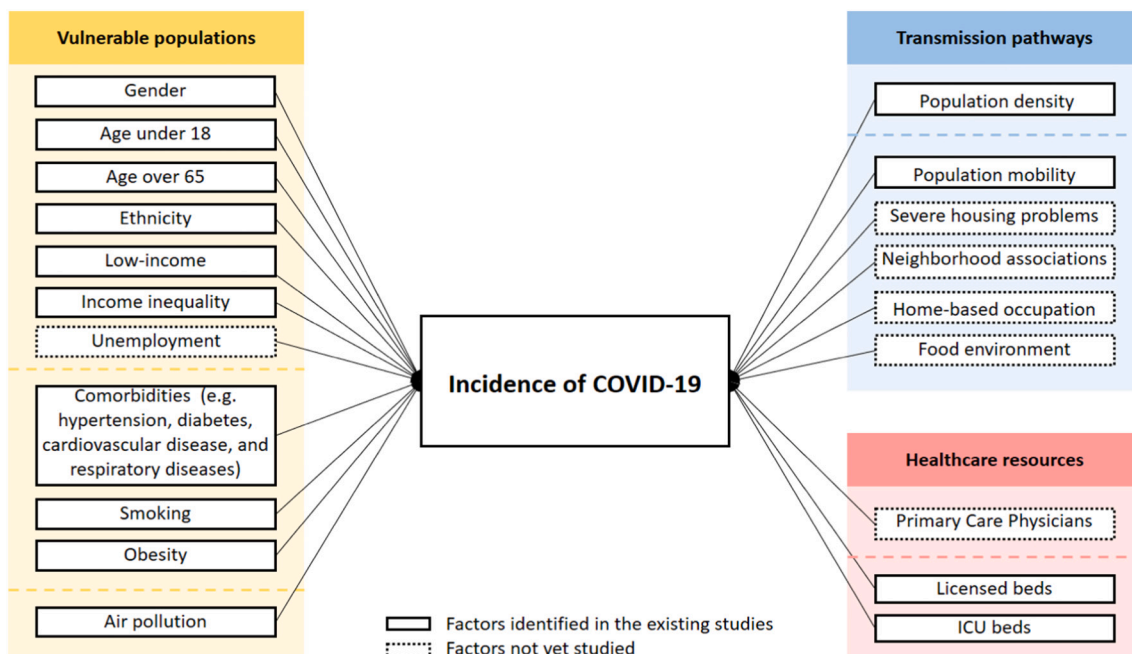 Vulnerable populations
Gender
Age under 18
Age over 65
Ethnicity
Low-income
Income inequality
Unemployment
Comorbidities (e.g.
hypertension, diabetes,
cardiovascular disease, and
respiratory diseases)
Smoking
Obesity
Air pollution
Incidence of COVID-19
Transmission pathways
Population density
Population mobility
Severe housing problems
Neighborhood associations
Home-based occupation
Food environment
Healthcare resources
Primary Care Physicians
Licensed beds
ICU beds
Factors identified in the existing studies
Factors not yet studied